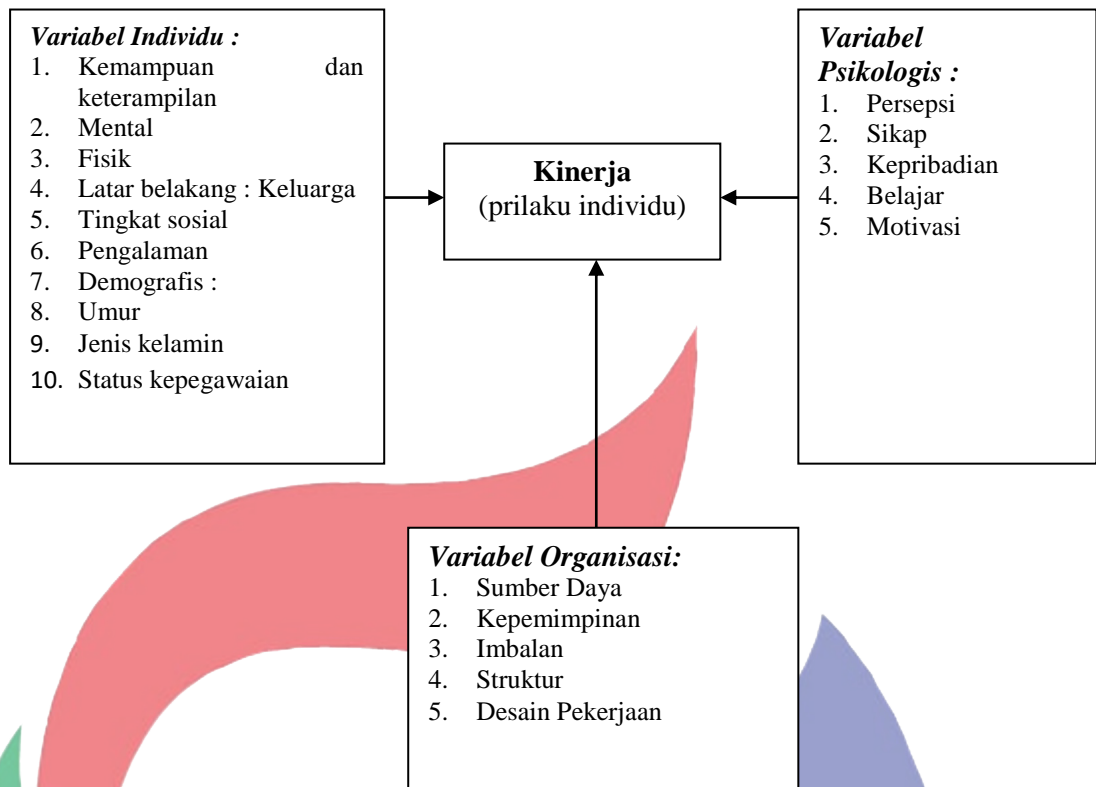 Variabel Individu :
1. Kemampuan dan
keterampilan
2. Mental
3. Fisik
4. Latar belakang : Keluarga
5. Tingkat sosial
6. Pengalaman
7. Demografis :
8. Umur
9. Jenis kelamin
10. Status kepegawaian
Kinerja
(prilaku individu)
Variabel
Psikologis :
1. Persepsi
2. Sikap
3. Kepribadian
4. Belajar
5. Motivasi
Variabel Organisasi:
1. Sumber Daya
2. Kepemimpinan
3. Imbalan
4. Struktur
5. Desain Pekerjaan